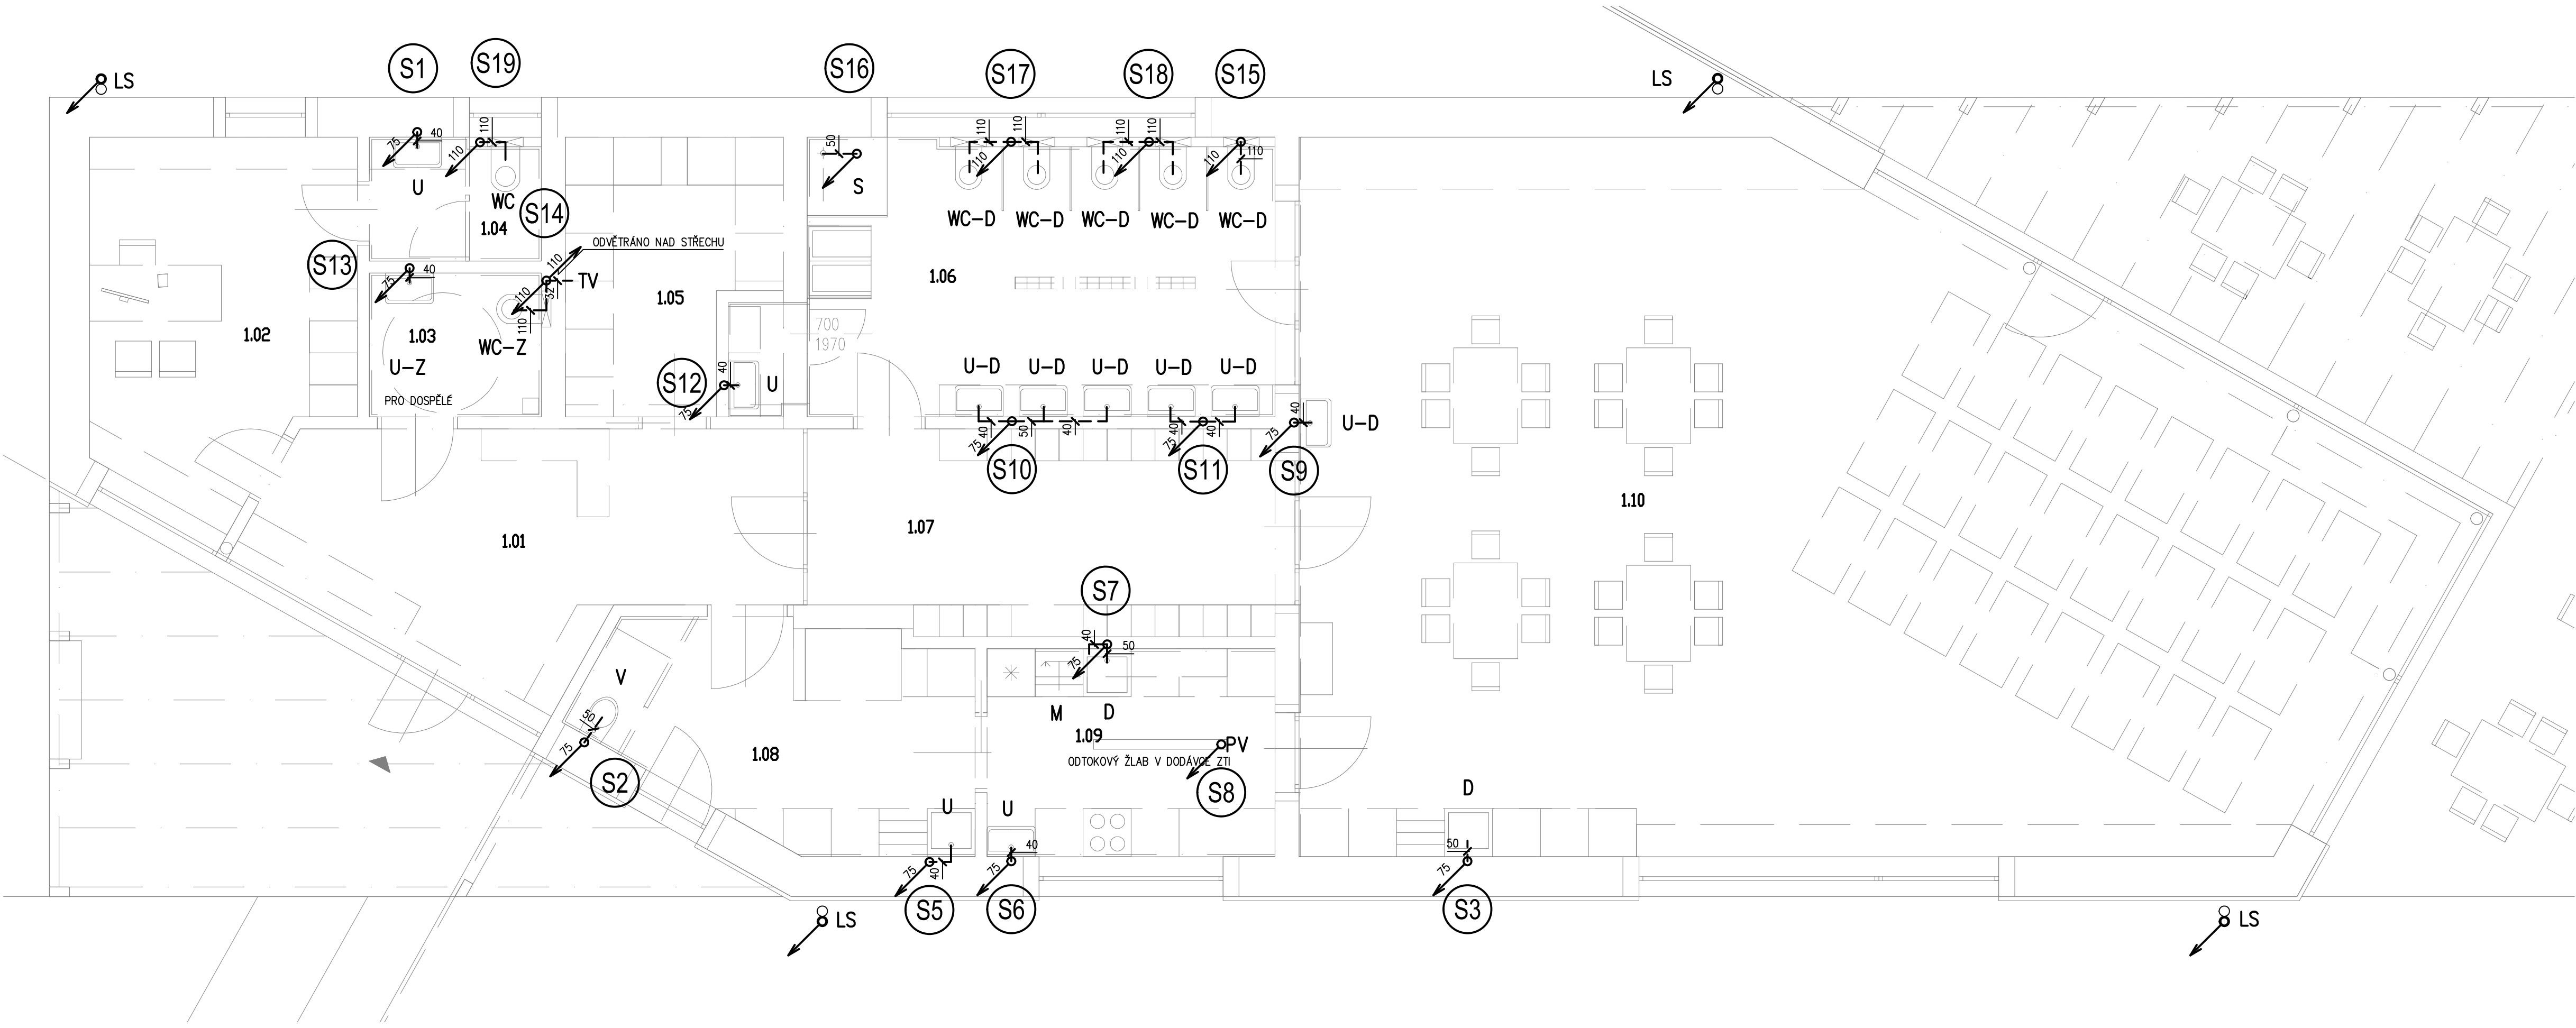 S1
S19
S16
S17
S18
S15
LS
LS
75
40
110
110
50
110
110
110
110
110
110
110
110
U
WC
S
S14
1.04
WC-D
WC-D
WC-D
WC-D
WC-D
ODVĚTRÁNO NAD STŘECHU
S13
75
40
110
110
32
TV
110
1.05
1.06
1.02
1.03
WC-Z
U-Z
PRO DOSPĚLÉ
700
1970
S12
40
75
U
U-D
U-D
U-D
U-D
U-D
40
U-D
75
40
50
40
75
40
40
75
S10
S11
S9
1.10
1.07
1.01
S7
40
50
75
V
50
75
M
D
1.09
PV
1.08
ODTOKOVÝ ŽLAB V DODÁVCE ZTI
S2
S8
D
U
U
40
75
40
75
50
75
S5
S6
S3
LS
LS